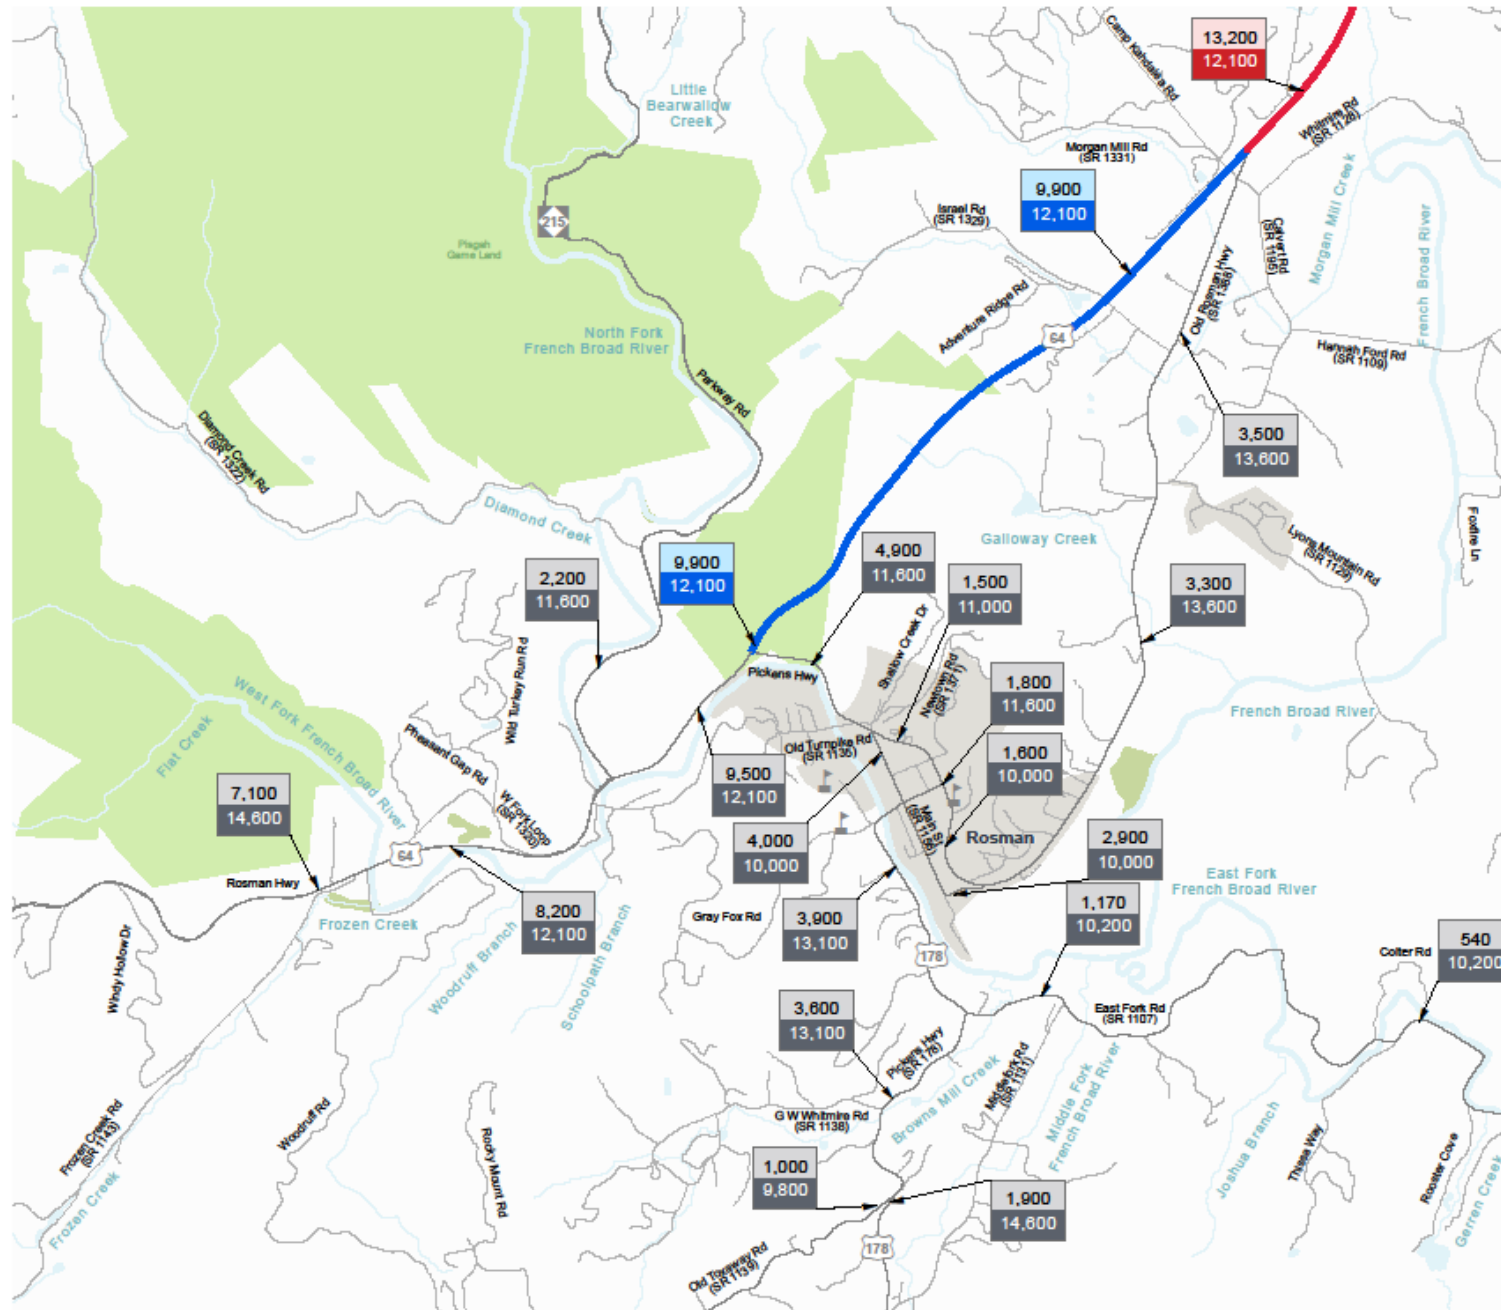 13,200
12,100
Camp Kahdalea Rd
Whitmire Rd
(SR 1128)
Little
Bearwallow
Creek
Morgan Mill Rd
(SR 1331)
9,900
12,100
Morgan Mill Creek
Israel Rd
(SR 1329)
215
Pisgah
Game Land
Calvert Rd
(SR 1195)
Old Rosman Hwy
(SR 1388)
French Broad River
Adventure Ridge Rd
North Fork
French Broad River
64
Hannah Ford Rd
(SR 1109)
Parkway Rd
3,500
13,600
Diamond Creek Rd
(SR 1322)
Diamond Creek
Galloway Creek
Foxfire Ln
Lyons Mountain Rd
(SR 1129)
4,900
11,600
9,900
12,100
2,200
11,600
1,500
11,000
3,300
13,600
Shallow Creek Dr
Wild Turkey Run Rd
Newtown Rd
(SR 1371)
Pickens Hwy
1,800
11,600
West Fork French Broad River
French Broad River
Flat Creek
Pheasant Gap Rd
Old Turnpike Rd
(SR 1135)
1,600
10,000
9,500
12,100
7,100
14,600
W Fork Loop
(SR 1320)
Main St
(SR 1156)
Rosman
4,000
10,000
2,900
10,000
64
Rosman Hwy
East Fork
French Broad River
8,200
12,100
Frozen Creek
Gray Fox Rd
3,900
13,100
1,170
10,200
Windy Hollow Dr
Woodruff Branch
Schoolpath Branch
178
Colter Rd
540
10,200
3,600
13,100
East Fork Rd
(SR 1107)
Pickens Hwy
(SR 178)
Middlefork Rd
(SR 1131)
Browns Mill Creek
Middle Fork
French Broad River
G W Whitmire Rd
(SR 1138)
Frozen Creek Rd
(SR 1143)
Woodruff Rd
Rocky Mount Rd
Joshua Branch
Thissa Way
Rooster Cove
Gerren Creek
1,000
9,800
1,900
14,600
Frozen Creek
178
Old Toxaway Rd
(SR 1139)